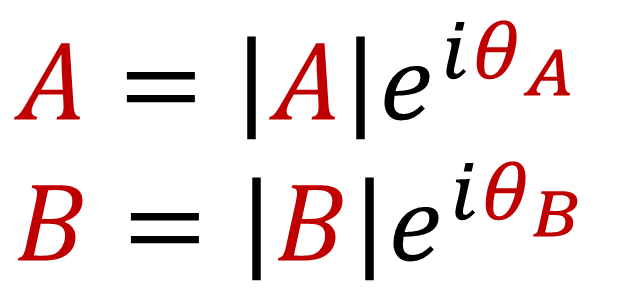 A = |A|e^{iθ_A}
B = |B|e^{iθ_B}